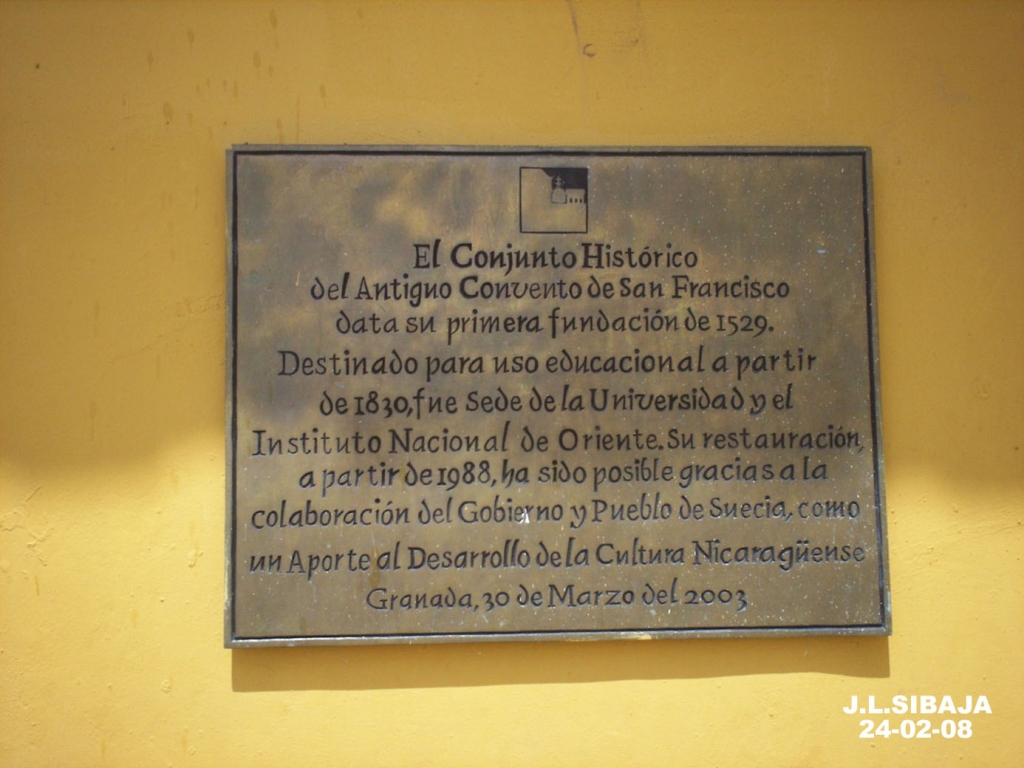 El Conjunto Histórico
del Antiguo Convento de San Francisco
data su primera fundación de 1529.
Destinado para uso educacional a partir
de 1830, fue Sede de la Universidad y el
Instituto Nacional de Oriente. Su restauración,
a partir de 1988, ha sido posible gracias a la
colaboración del Gobierno y Pueblo de Suecia, como
un Aporte al Desarrollo de la Cultura Nicaragüense
Granada, 30 de Marzo del 2003
J.L.SIBAJA
24-02-08